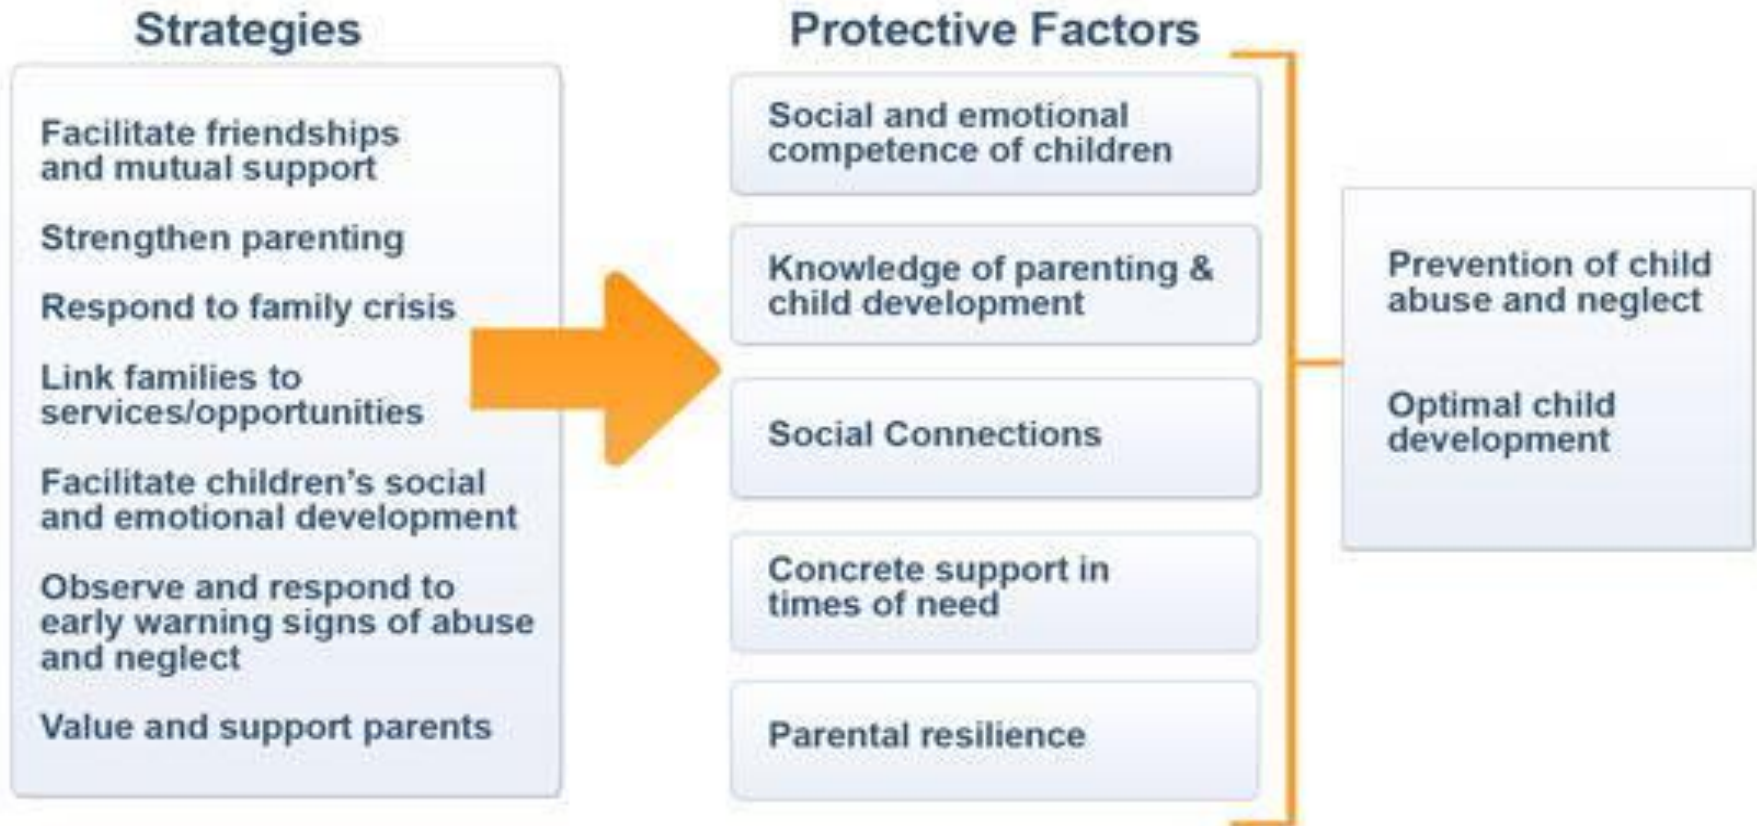 Strategies
Facilitate friendships
and mutual support
Strengthen parenting
Respond to family crisis
Link families to
services/opportunities
Facilitate children's social
and emotional development
Observe and respond to
early warning signs of abuse
and neglect
Value and support parents
Protective Factors
Social and emotional
competence of children
Knowledge of parenting &
child development
Social Connections
Concrete support in
times of need
Parental resilience
Prevention of child
abuse and neglect
Optimal child
development